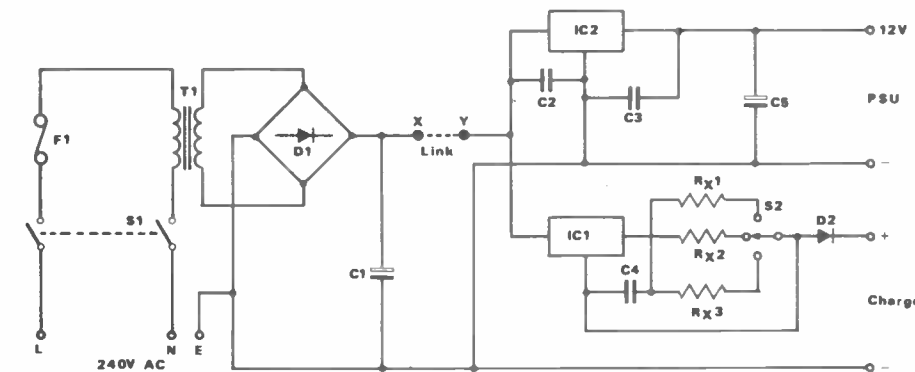 IC2
12V
T1
C2
C3
C5
PSU
F1
X
Y
D1
Link
−
RX1
S2
D2
S1
IC1
RX2
+
C1
C4
RX3
Charge
L
N
E
240V AC
−